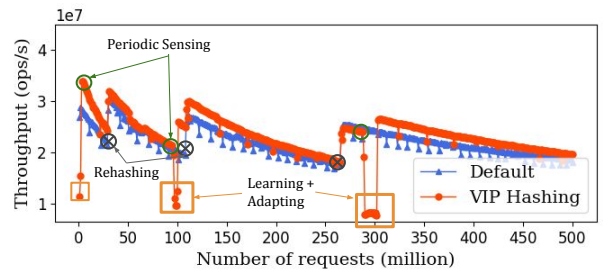 1e7
Periodic Sensing
4
3
2
1
Throughput (ops/s)
Rehashing
Learning +
Adapting
Default
VIP Hashing
0 50 100 150 200 250 300 350 400 450 500
Number of requests (million)